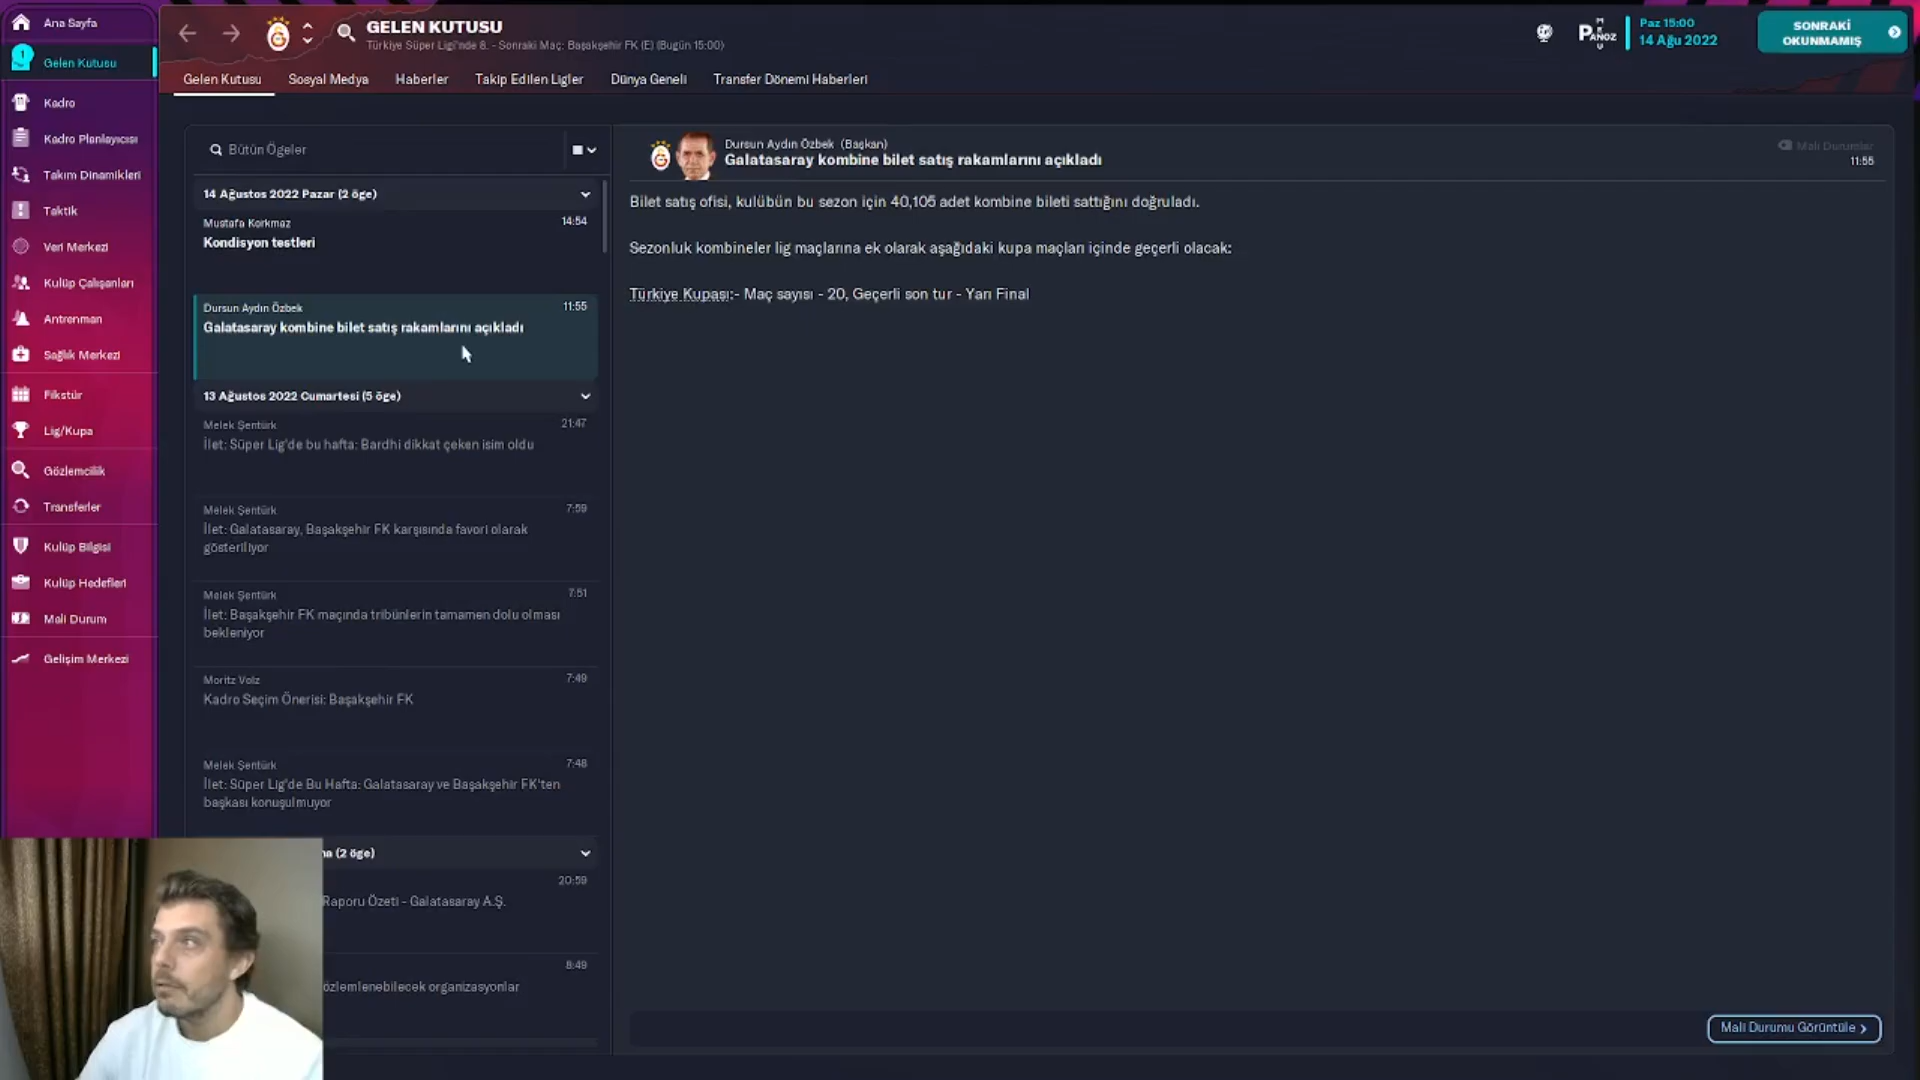 Ana Sayfa
1
Gelen Kutusu
Kadro
Kadro Planlayıcısı
Takım Dinamikleri
Taktik
Veri Merkezi
Kulüp Çalışanları
Antrenman
Sağlık Merkezi
Fikstür
Lig/Kupa
Gözlemcilik
Transferler
Kulüp Bilgisi
Kulüp Hedefleri
Mali Durum
Gelişim Merkezi
GELEN KUTUSU
Türkiye Süper Ligi'nde 8. - Sonraki Maç: Başakşehir FK (E) (Bugün 15:00)
Paz 15:00
14 Ağu 2022
SONRAKİ
OKUNMAMIŞ
Gelen Kutusu
Sosyal Medya
Haberler
Takip Edilen Ligler
Dünya Geneli
Transfer Dönemi Haberleri
Bütün Ögeler
14 Ağustos 2022 Pazar (2 öge)
Mustafa Korkmaz 14:54
Kondisyon testleri
Dursun Aydın Özbek 11:55
Galatasaray kombine bilet satış rakamlarını açıkladı
13 Ağustos 2022 Cumartesi (5 öge)
Melek Şentürk 21:47
İlet: Süper Lig'de bu hafta: Bardhi dikkat çeken isim oldu
Melek Şentürk 7:59
İlet: Galatasaray, Başakşehir FK karşısında favori olarak
gösteriliyor
Melek Şentürk 7:51
İlet: Başakşehir FK maçında tribünlerin tamamen dolu olması
bekleniyor
Moritz Volz 7:49
Kadro Seçim Önerisi: Başakşehir FK
Melek Şentürk 7:48
İlet: Süper Lig'de Bu Hafta: Galatasaray ve Başakşehir FK'ten
başkası konuşulmuyor
(2 öge)
20:59
Raporu Özeti - Galatasaray A.Ş.
8:49
özlemlenebilecek organizasyonlar
Dursun Aydın Özbek (Başkan)
Galatasaray kombine bilet satış rakamlarını açıkladı
Mali Durumlar
11:55
Bilet satış ofisi, kulübün bu sezon için 40,105 adet kombine bileti sattığını doğruladı.
Sezonluk kombineler lig maçlarına ek olarak aşağıdaki kupa maçları içinde geçerli olacak:
Türkiye Kupası:- Maç sayısı - 20, Geçerli son tur - Yarı Final
Mali Durumu Görüntüle